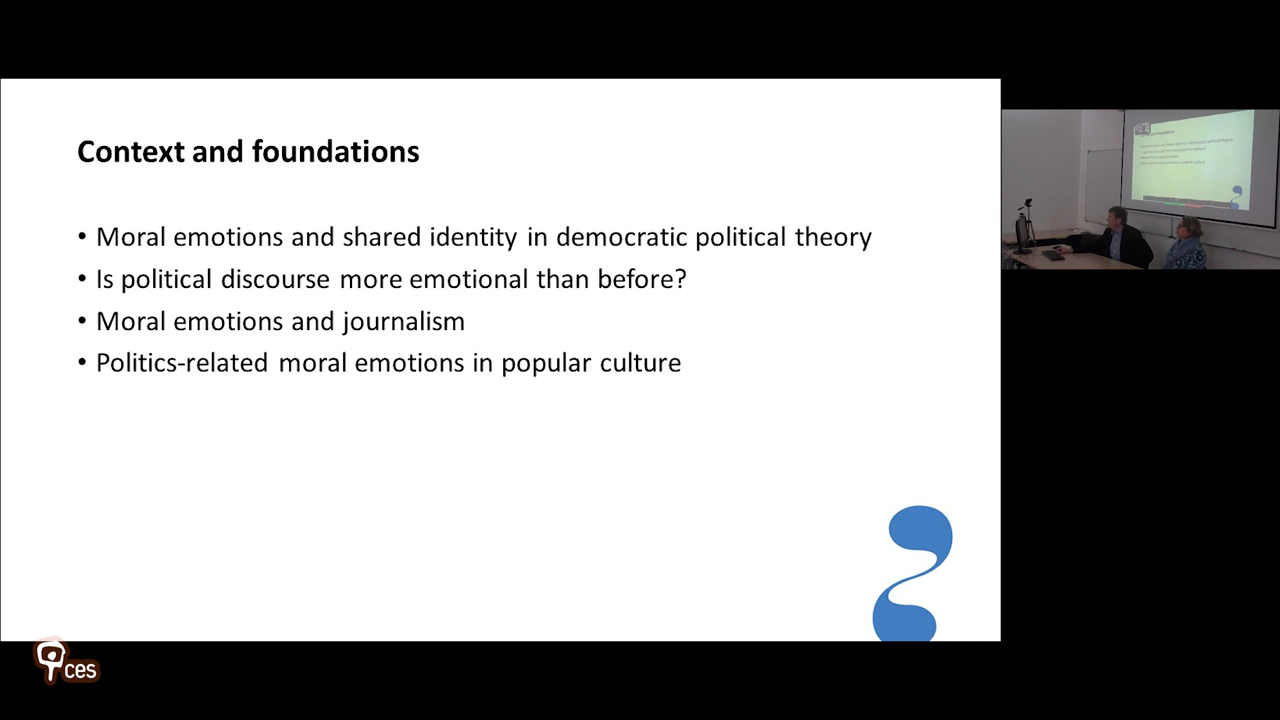 Context and foundations
• Moral emotions and shared identity in democratic political theory
• Is political discourse more emotional than before?
• Moral emotions and journalism
• Politics-related moral emotions in popular culture
ces